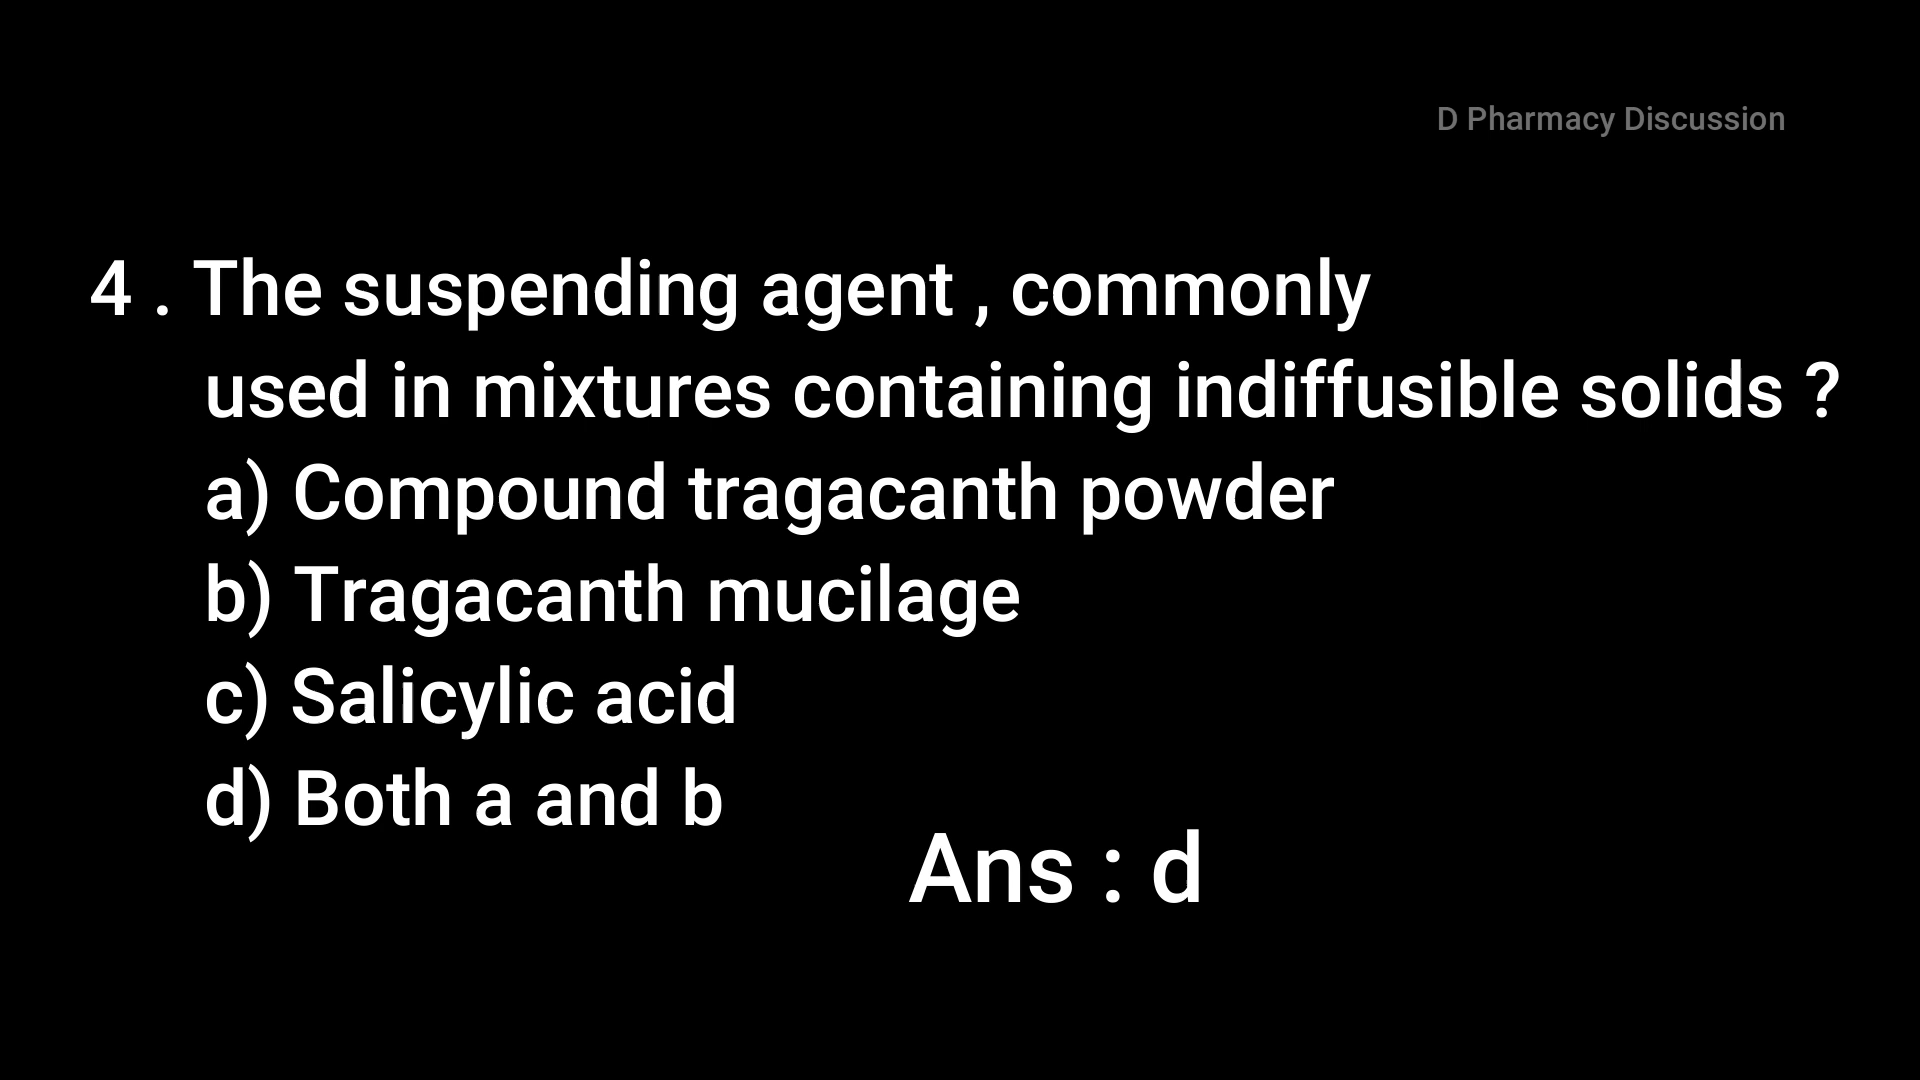 D Pharmacy Discussion
4 . The suspending agent , commonly
used in mixtures containing indiffusible solids ?
a) Compound tragacanth powder
b) Tragacanth mucilage
c) Salicylic acid
d) Both a and b
Ans : d